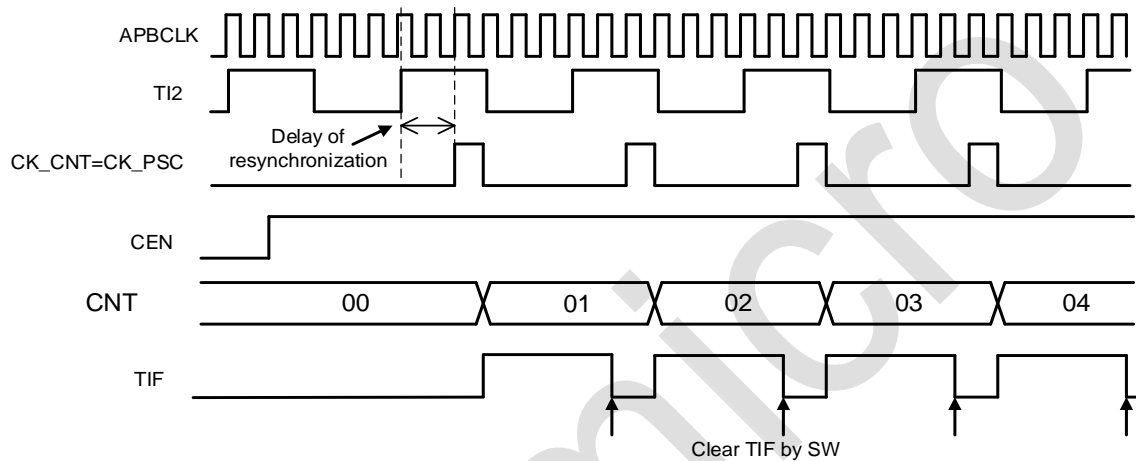 APBCLK
TI2
Delay of
resynchronization
CK_CNT=CK_PSC
CEN
CNT
00
01
02
03
04
TIF
Clear TIF by SW
micro